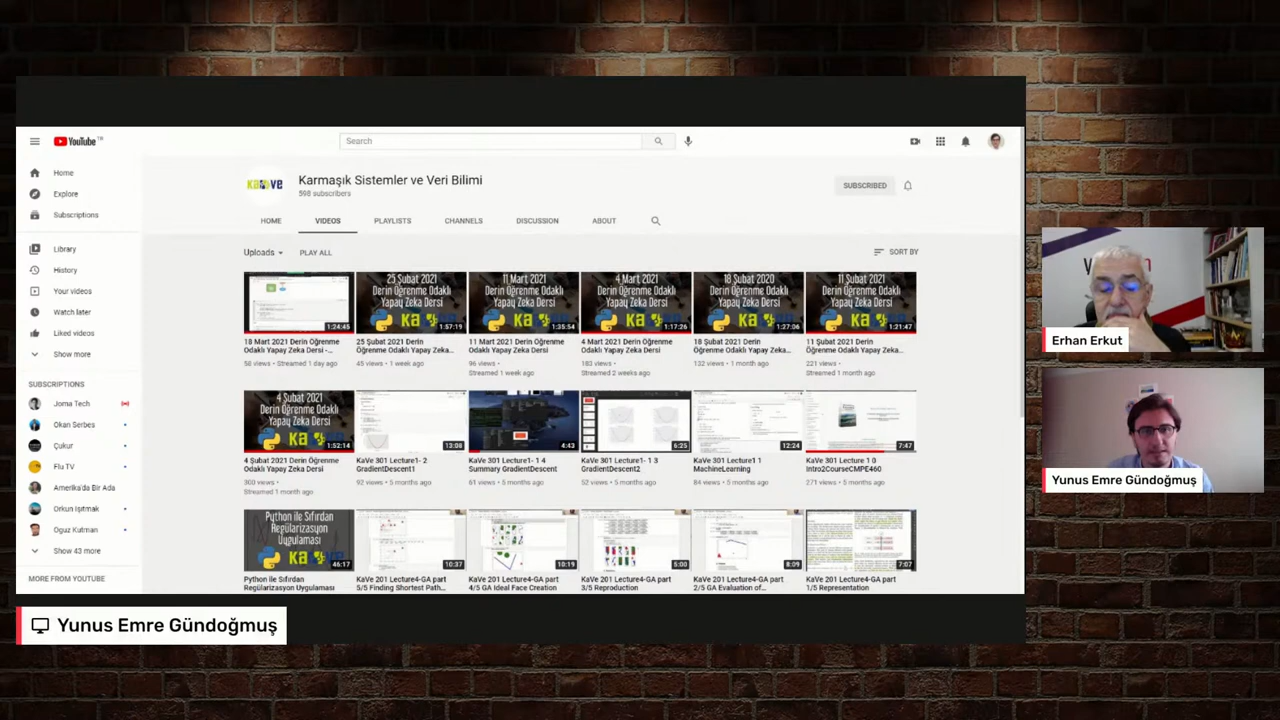 YouTube TR
Search
Home
Explore
Subscriptions
Library
History
Your videos
Watch later
Liked videos
Show more
SUBSCRIPTIONS
Joma Tech
Okan Serbes
Çukur
Flu TV
Amerika'da Bir Ada
Orkun Işıtmak
Oguz Kutman
Show 43 more
MORE FROM YOUTUBE
KaVe
Karmaşık Sistemler ve Veri Bilimi
598 subscribers
SUBSCRIBED
HOME VIDEOS PLAYLISTS CHANNELS DISCUSSION ABOUT
Uploads PLAY ALL SORT BY
1:24:45
18 Mart 2021 Derin Öğrenme
Odaklı Yapay Zeka Dersi -...
58 views • Streamed 1 day ago
25 Şubat 2021
Derin Öğrenme Odaklı
Yapay Zeka Dersi
1:57:19
25 Şubat 2021 Derin
Öğrenme Odaklı Yapay Zeka...
45 views • 1 week ago
11 Mart 2021
Derin Öğrenme Odaklı
Yapay Zeka Dersi
1:35:54
11 Mart 2021 Derin Öğrenme
Odaklı Yapay Zeka Dersi
96 views •
Streamed 1 week ago
4 Mart 2021
Derin Öğrenme Odaklı
Yapay Zeka Dersi
1:17:26
4 Mart 2021 Derin Öğrenme
Odaklı Yapay Zeka Dersi
183 views •
Streamed 2 weeks ago
18 Şubat 2020
Derin Öğrenme Odaklı
Yapay Zeka Dersi
1:27:06
18 Şubat 2021 Derin
Öğrenme Odaklı Yapay Zeka...
132 views • 1 month ago
11 Şubat 2021
Derin Öğrenme Odaklı
Yapay Zeka Dersi
1:21:47
11 Şubat 2021 Derin
Öğrenme Odaklı Yapay Zeka...
221 views •
Streamed 1 month ago
4 Şubat 2021
Derin Öğrenme
Odaklı Yapay
Zeka Dersi
1:52:14
4 Şubat 2021 Derin Öğrenme
Odaklı Yapay Zeka Dersi
300 views •
Streamed 1 month ago
13:08
KaVe 301 Lecture1- 2
GradientDescent1
92 views • 5 months ago
4:43
KaVe 301 Lecture1- 1 4
Summary GradientDescent
61 views • 5 months ago
6:25
KaVe 301 Lecture1- 1 3
GradientDescent2
52 views • 5 months ago
12:24
KaVe 301 Lecture1 1
MachineLearning
84 views • 5 months ago
7:47
KaVe 301 Lecture 1 0
Intro2CourseCMPE460
271 views • 5 months ago
Python ile Sıfırdan
Regülarizasyon
Uygulaması
46:17
Python ile Sıfırdan
Regülarizasyon Uygulaması
10:37
KaVe 201 Lecture4-GA part
5/5 Finding Shortest Path...
10:19
KaVe 201 Lecture4-GA part
4/5 GA Ideal Face Creation
5:00
KaVe 201 Lecture4-GA part
3/5 Reproduction
8:09
KaVe 201 Lecture4-GA part
2/5 GA Evaluation of...
7:07
KaVe 201 Lecture4-GA part
1/5 Representation
Erhan Erkut
Yunus Emre Gündoğmuş
Yunus Emre Gündoğmuş